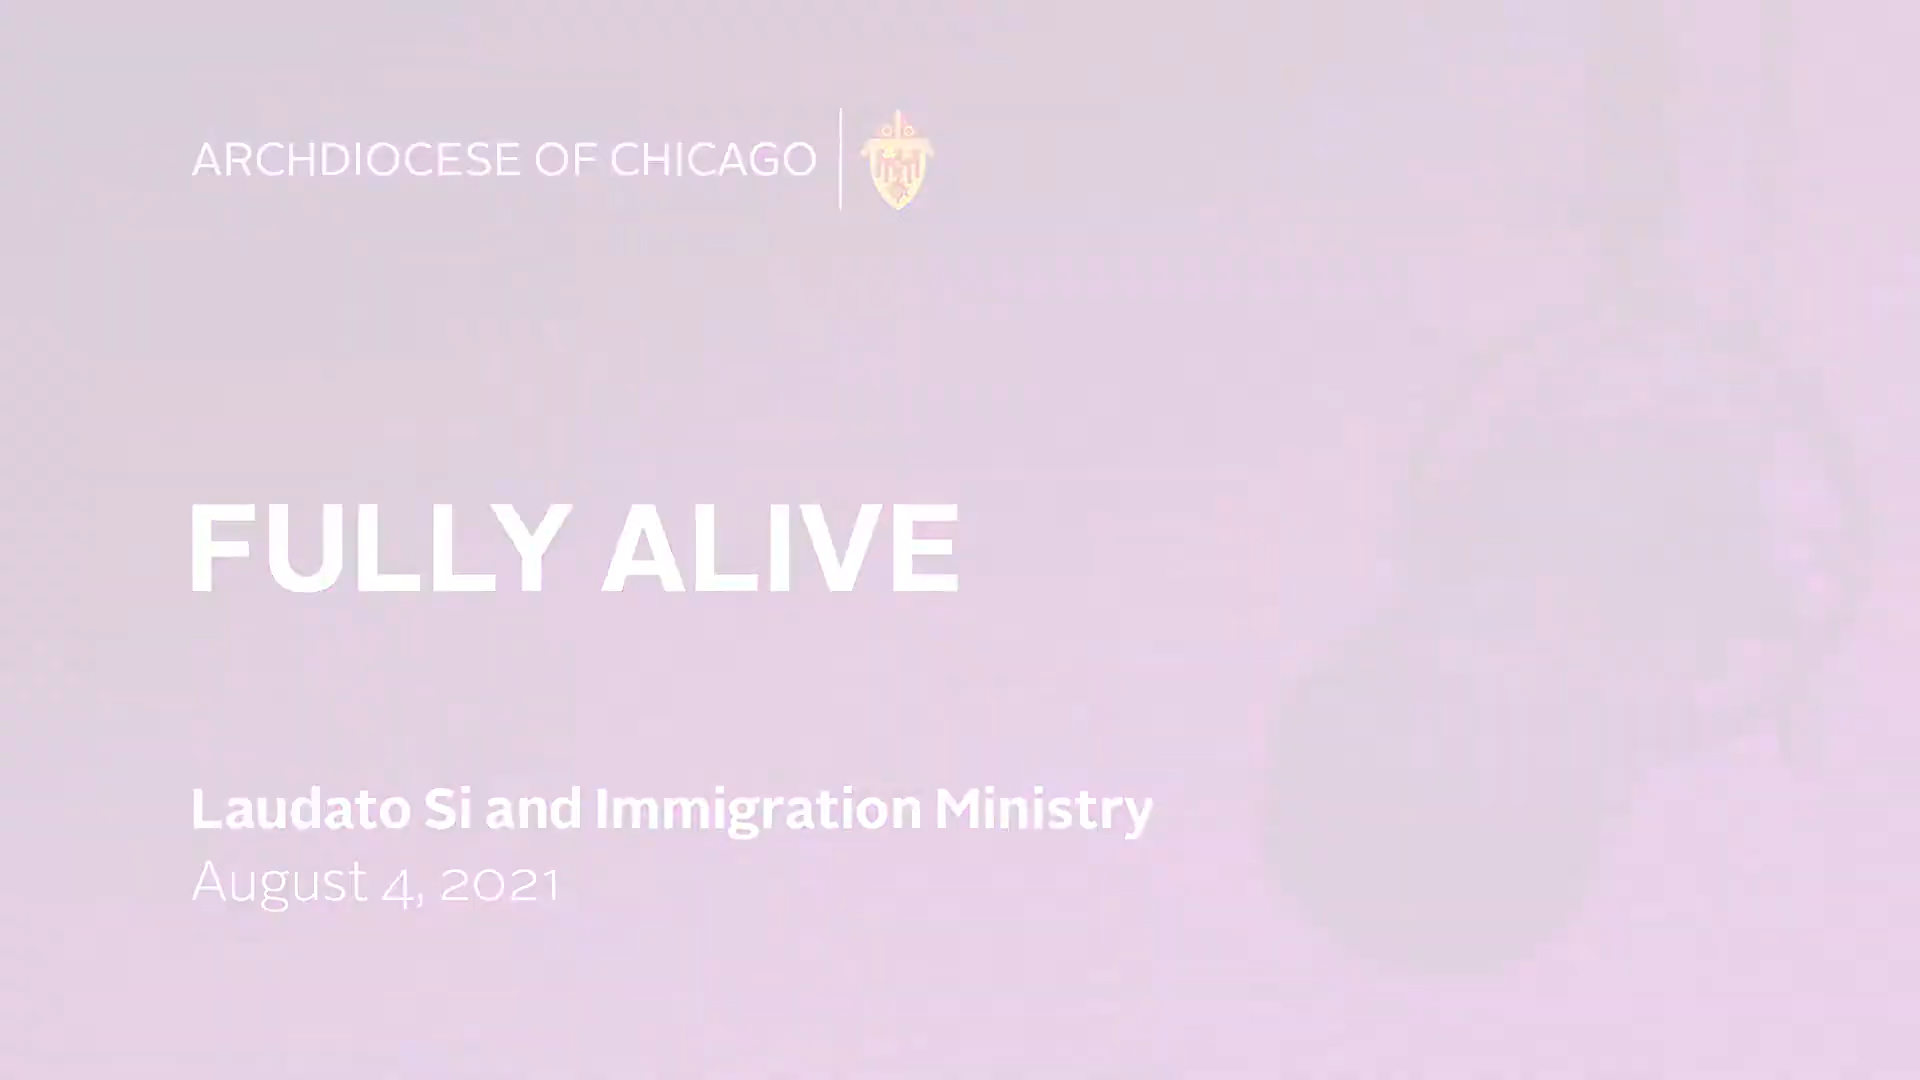 ARCHDIOCESE OF CHICAGO
FULLY ALIVE
Laudato Si and Immigration Ministry
August 4, 2021